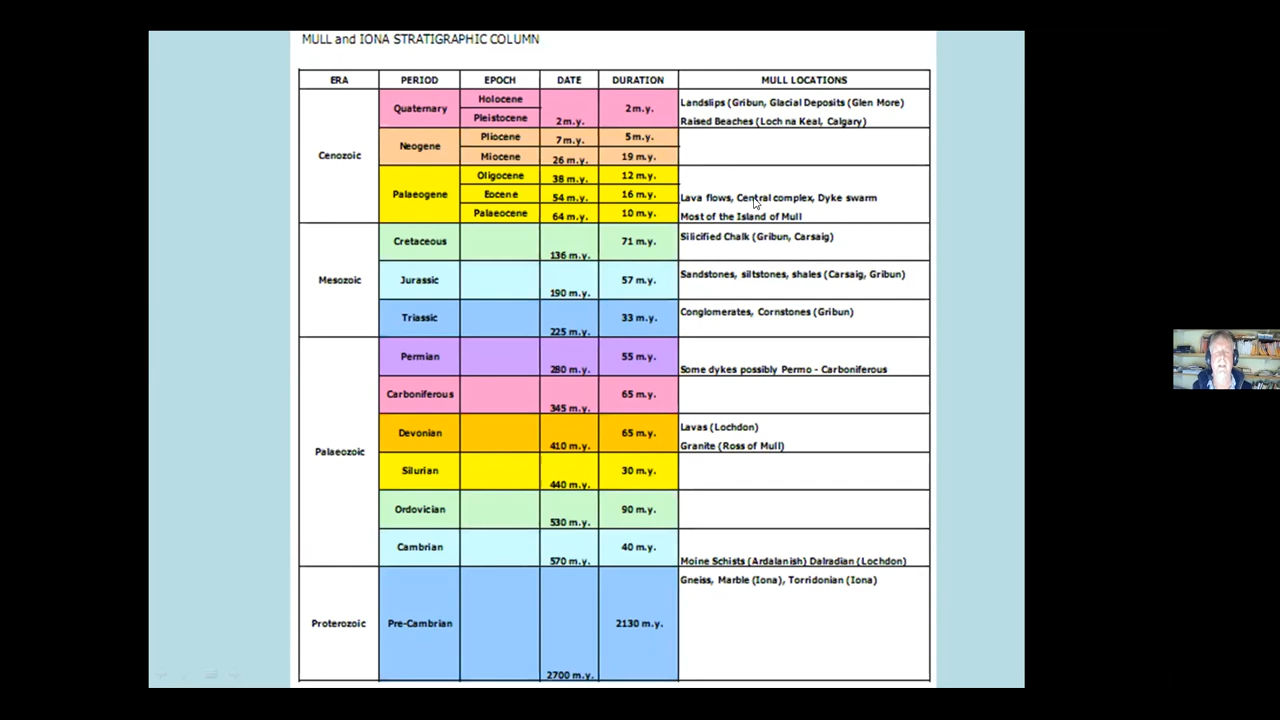 MULL and IONA STRATIGRAPHIC COLUMN
ERA PERIOD EPOCH DATE DURATION MULL LOCATIONS
Cenozoic
Quaternary
Holocene
Pleistocene
2 m.y.
2 m.y.
Landslips (Gribun, Glacial Deposits (Glen More)
Raised Beaches (Loch na Keal, Calgary)
Neogene
Pliocene 7 m.y. 5 m.y.
Miocene 26 m.y. 19 m.y.
Palaeogene
Oligocene 38 m.y. 12 m.y.
Eocene 54 m.y. 16 m.y.
Palaeocene 64 m.y. 10 m.y.
Lava flows, Central complex, Dyke swarm
Most of the Island of Mull
Mesozoic
Cretaceous 136 m.y. 71 m.y. Silicified Chalk (Gribun, Carsaig)
Jurassic 190 m.y. 57 m.y. Sandstones, siltstones, shales (Carsaig, Gribun)
Triassic 225 m.y. 33 m.y. Conglomerates, Cornstones (Gribun)
Palaeozoic
Permian 280 m.y. 55 m.y. Some dykes possibly Permo - Carboniferous
Carboniferous 345 m.y. 65 m.y.
Devonian 410 m.y. 65 m.y.
Lavas (Lochdon)
Granite (Ross of Mull)
Silurian 440 m.y. 30 m.y.
Ordovician 530 m.y. 90 m.y.
Cambrian 570 m.y. 40 m.y. Moine Schists (Ardalanish) Dalradian (Lochdon)
Proterozoic
Pre-Cambrian 2700 m.y. 2130 m.y. Gneiss, Marble (Iona), Torridonian (Iona)